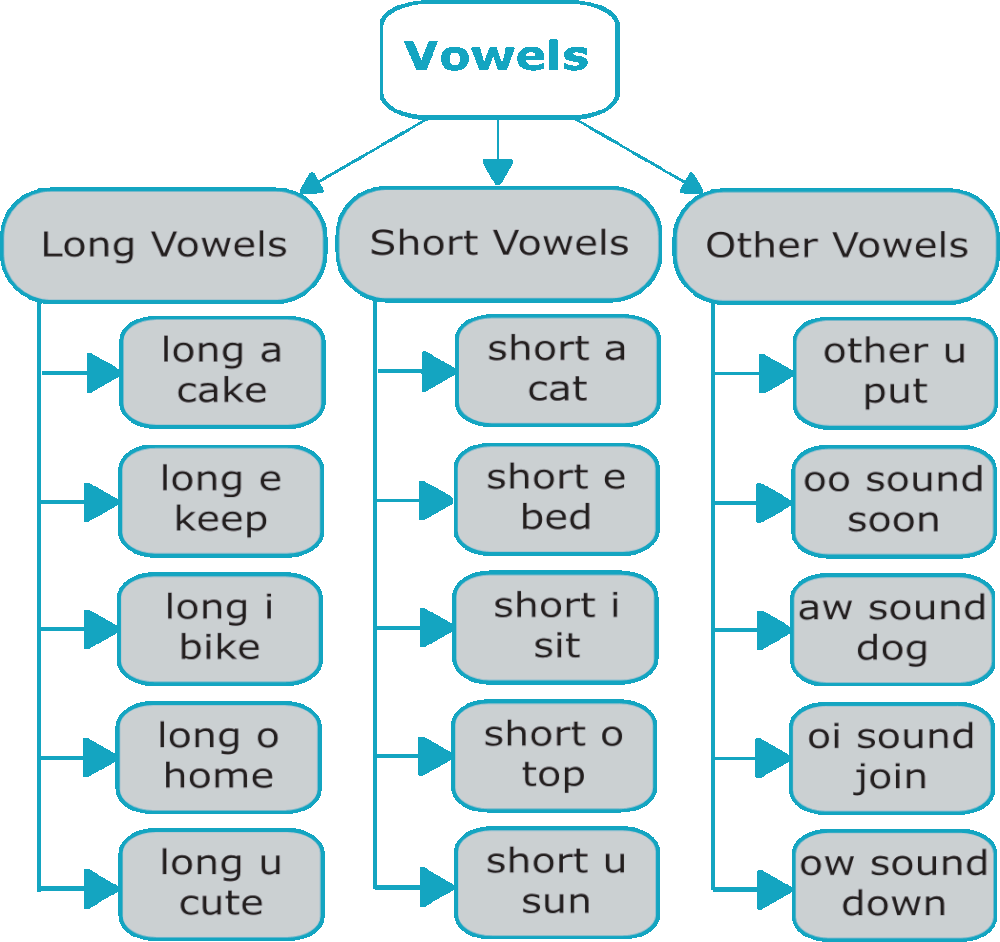 Vowels
Long Vowels
long a
cake
long e
keep
long i
bike
long o
home
long u
cute
Short Vowels
short a
cat
short e
bed
short i
sit
short o
top
short u
sun
Other Vowels
other u
put
oo sound
soon
aw sound
dog
oi sound
join
ow sound
down